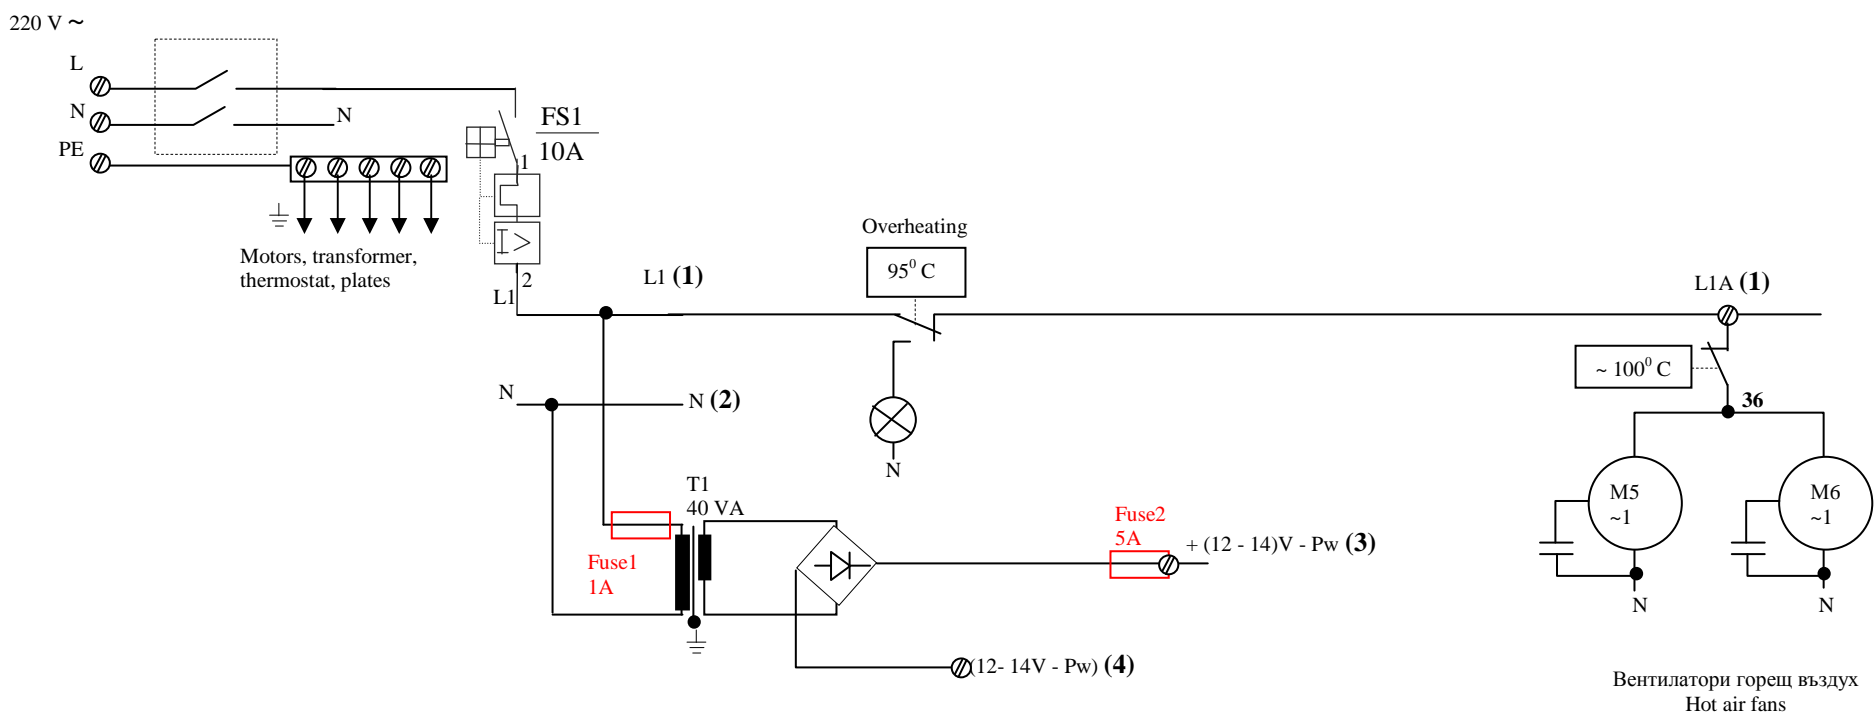 220 V ~
L
N
N
PE
FS1
10A
1
2
L1
Motors, transformer,
thermostat, plates
L1 (1)
Overheating
95⁰ C
L1A (1)
~ 100⁰ C
36
N
N (2)
N
T1
40 VA
Fuse1
1A
Fuse2
5A
+ (12 - 14)V - Pw (3)
(12- 14V - Pw) (4)
M5
~1
M6
~1
N
N
Вентилатори горещ въздух
Hot air fans